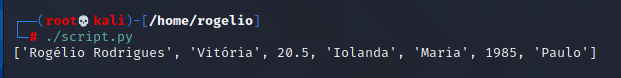 ┌──(root💀kali)-[/home/rogelio]
└─# ./script.py
['Rogélio Rodrigues', 'Vitória', 20.5, 'Iolanda', 'Maria', 1985, 'Paulo']